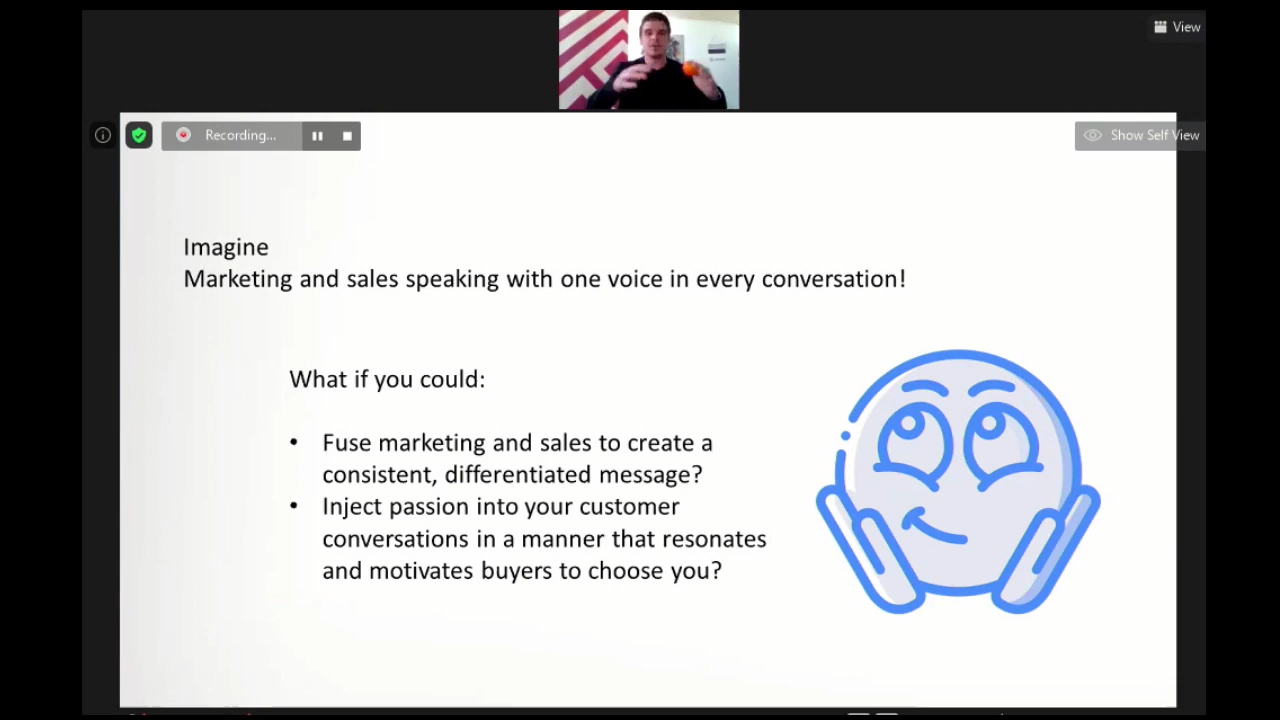 View
Recording...
Show Self View
Imagine
Marketing and sales speaking with one voice in every conversation!
What if you could:
• Fuse marketing and sales to create a
consistent, differentiated message?
• Inject passion into your customer
conversations in a manner that resonates
and motivates buyers to choose you?